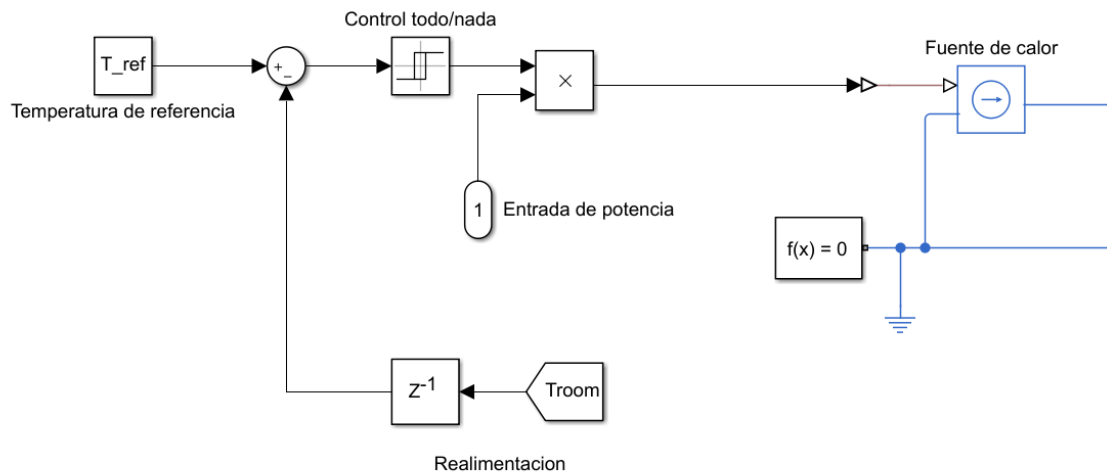 Control todo/nada
Fuente de calor
T_ref
+
-
×
Temperatura de referencia
1
Entrada de potencia
f(x) = 0
Z-1
Troom
Realimentacion